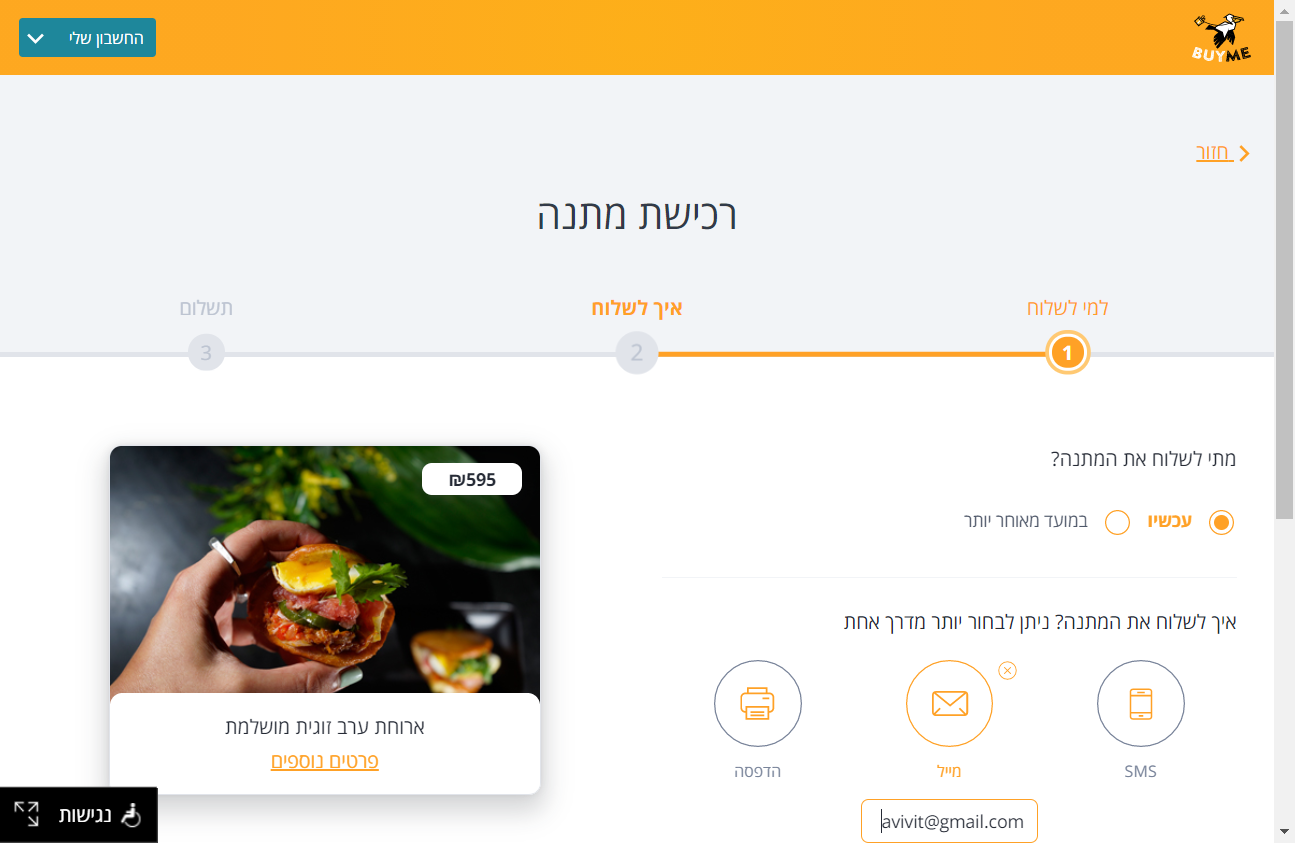 BUYME
החשבון שלי
חזור
רכישת מתנה
למי לשלוח
איך לשלוח
תשלום
1
2
3
מתי לשלוח את המתנה?
עכשיו
במועד מאוחר יותר
איך לשלוח את המתנה? ניתן לבחור יותר מדרך אחת
SMS
מייל
הדפסה
avivit@gmail.com
₪595
ארוחת ערב זוגית מושלמת
פרטים נוספים
נגישות